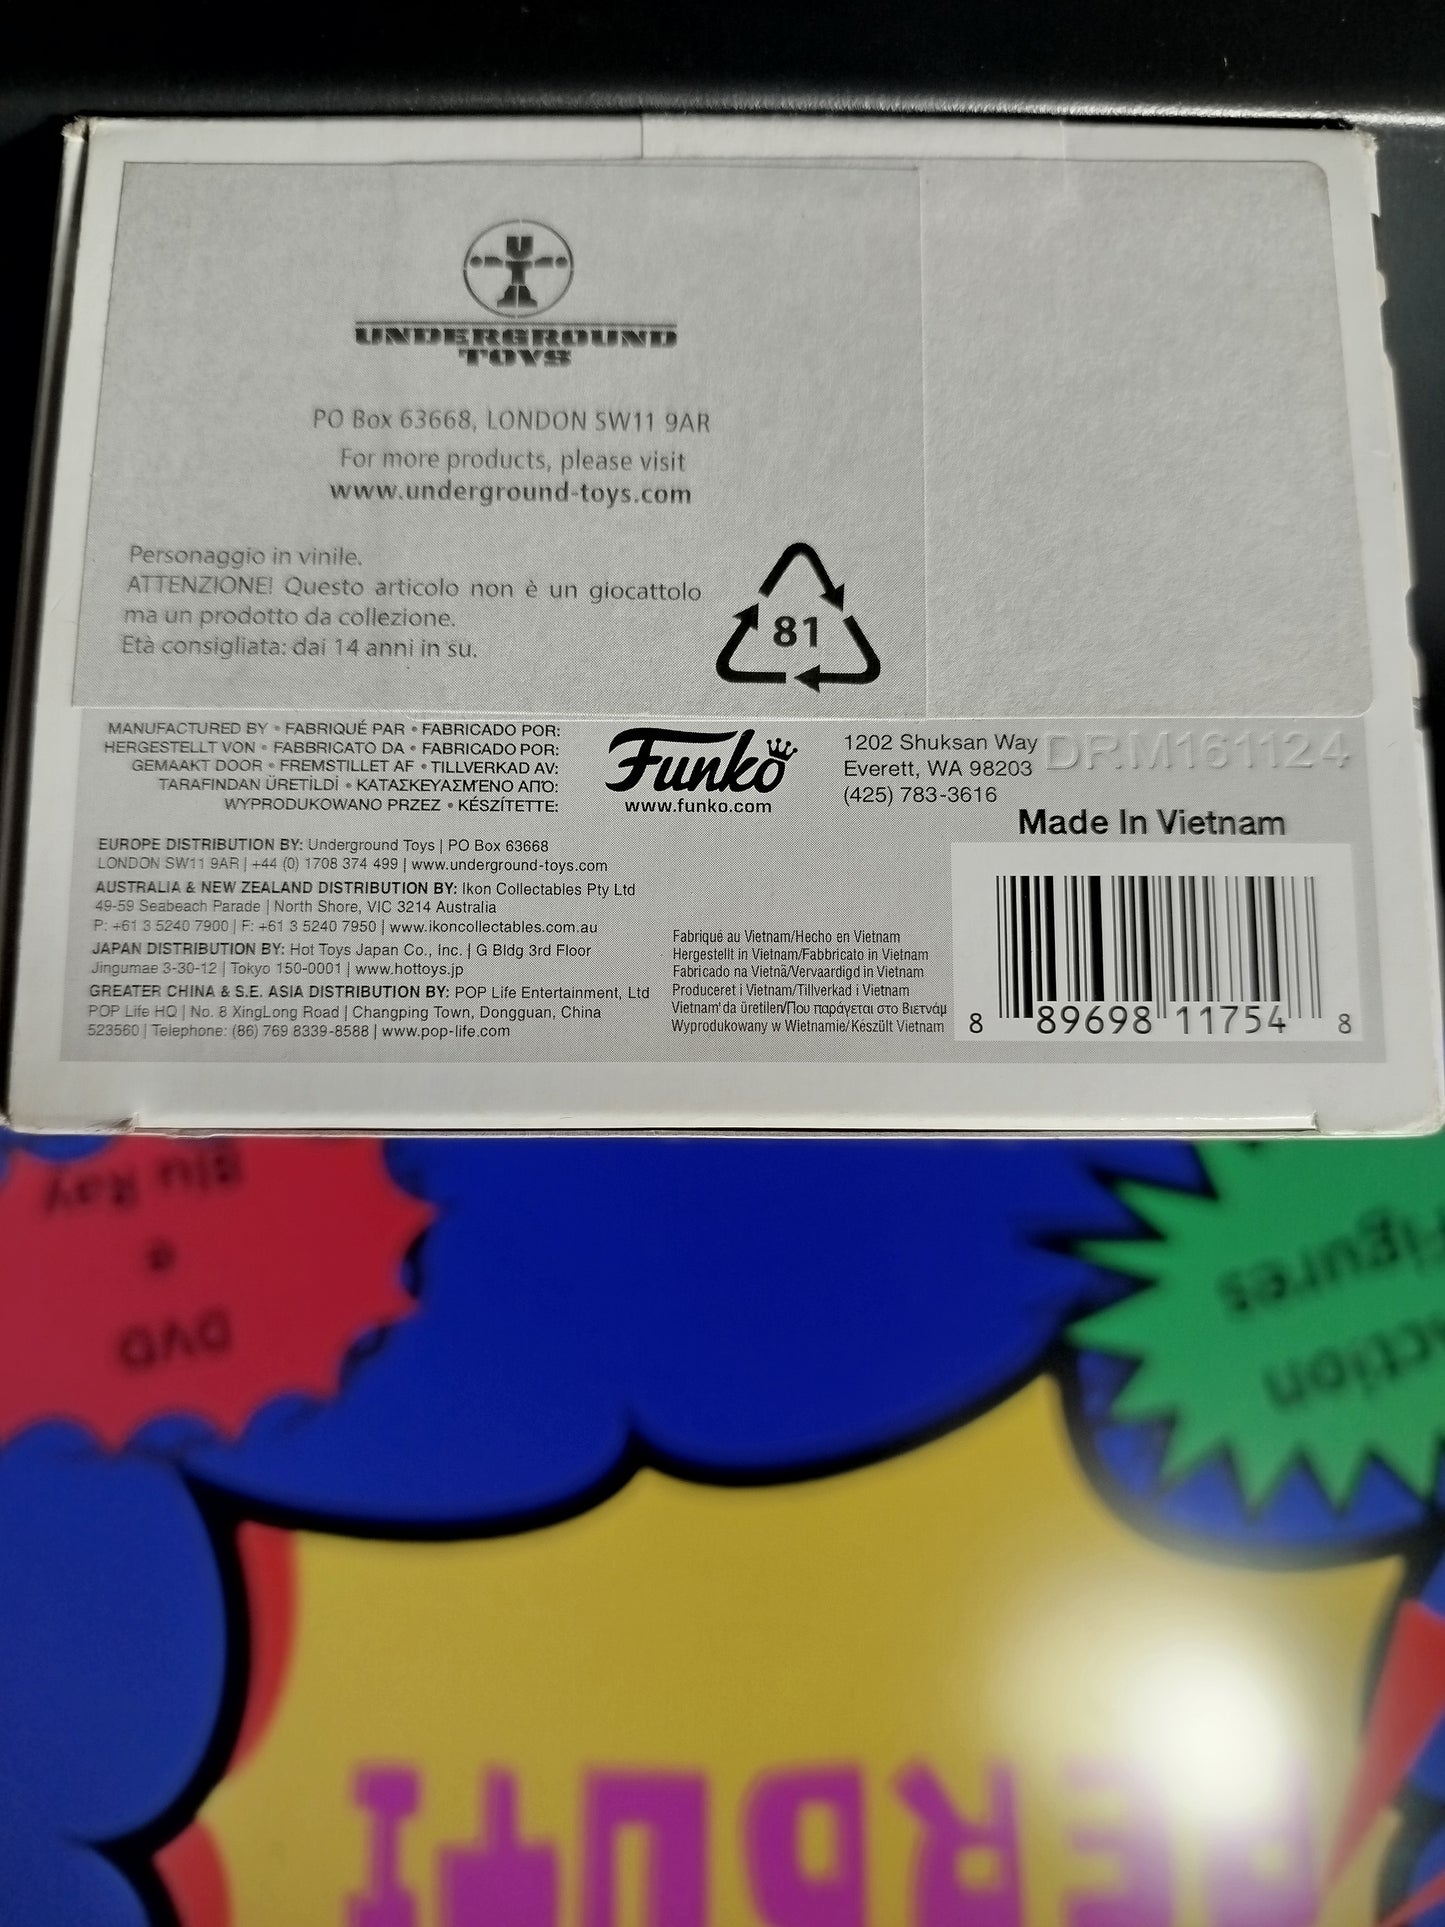 U
T
UNDERGROUND
TOYS
PO Box 63668, LONDON SW11 9AR
For more products, please visit
www.underground-toys.com
Personaggio in vinile.
ATTENZIONE! Questo articolo non è un giocattolo
ma un prodotto da collezione.
Età consigliata: dai 14 anni in su.
81
MANUFACTURED BY • FABRIQUÉ PAR • FABRICADO POR:
HERGESTELLT VON • FABBRICATO DA • FABRICADO POR:
GEMAAKT DOOR • FREMSTILLET AF • TILLVERKAD AV:
TARAFINDAN ÜRETİLDİ • ΚΑΤΑΣΚΕΥΑΣΜΈΝΟ ΑΠΌ:
WYPRODUKOWANO PRZEZ • KÉSZÍTETTE:
Funko
www.funko.com
1202 Shuksan Way
Everett, WA 98203
(425) 783-3616
DRM161124
Made In Vietnam
EUROPE DISTRIBUTION BY: Underground Toys | PO Box 63668
LONDON SW11 9AR | +44 (0) 1708 374 499 | www.underground-toys.com
AUSTRALIA & NEW ZEALAND DISTRIBUTION BY: Ikon Collectables Pty Ltd
49-59 Seabeach Parade | North Shore, VIC 3214 Australia
P: +61 3 5240 7900 | F: +61 3 5240 7950 | www.ikoncollectables.com.au
JAPAN DISTRIBUTION BY: Hot Toys Japan Co., Inc. | G Bldg 3rd Floor
Jingumae 3-30-12 | Tokyo 150-0001 | www.hottoys.jp
GREATER CHINA & S.E. ASIA DISTRIBUTION BY: POP Life Entertainment, Ltd
POP Life HQ | No. 8 XingLong Road | Changping Town, Dongguan, China
523560 | Telephone: (86) 769 8339-8588 | www.pop-life.com
Fabriqué au Vietnam/Hecho en Vietnam
Hergestellt in Vietnam/Fabbricato in Vietnam
Fabricado na Vietnã/Vervaardigd in Vietnam
Produceret i Vietnam/Tillverkad i Vietnam
Vietnam'da üretilen/Που παράγεται στο Βιετνάμ
Wyprodukowany w Wietnamie/Készült Vietnam
8 89698 11754 8
Blu Ray
e
DVD
Figures